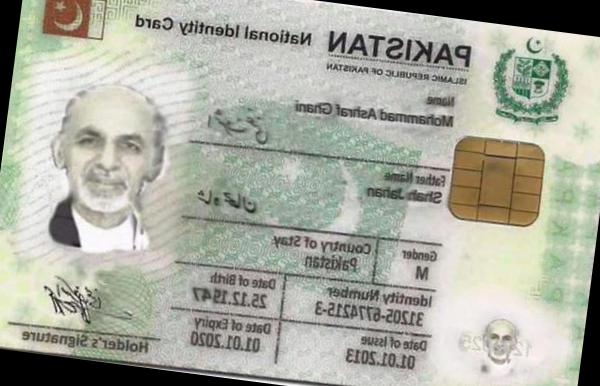 PAKISTAN National Identity Card
ISLAMIC REPUBLIC OF PAKISTAN
Name
Mohammad Ashraf Ghani
Father Name
Shah Jahan
Gender
M
Country of Stay
Pakistan
Identity Number
31205-6774215-3
Date of Birth
25.12.1947
Date of Issue
01.01.2013
Date of Expiry
01.01.2020
Holder's Signature